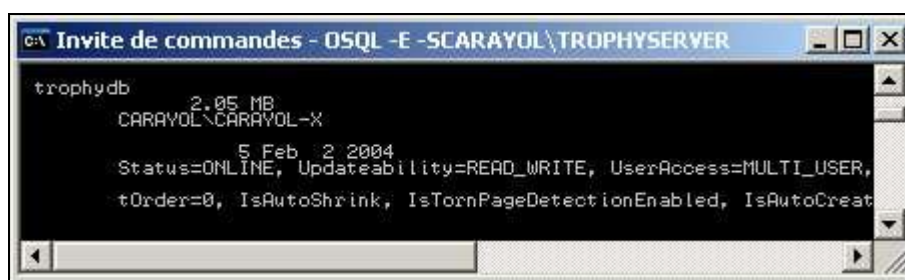 Invite de commandes - OSQL -E -SCARAYOL\TROPHYSERVER
trophydb
2.05 MB
CARAYOL\CARAYOL-X
5 Feb 2 2004
Status=ONLINE, Updateability=READ_WRITE, UserAccess=MULTI_USER,
tOrder=0, IsAutoShrink, IsTornPageDetectionEnabled, IsAutoCreat